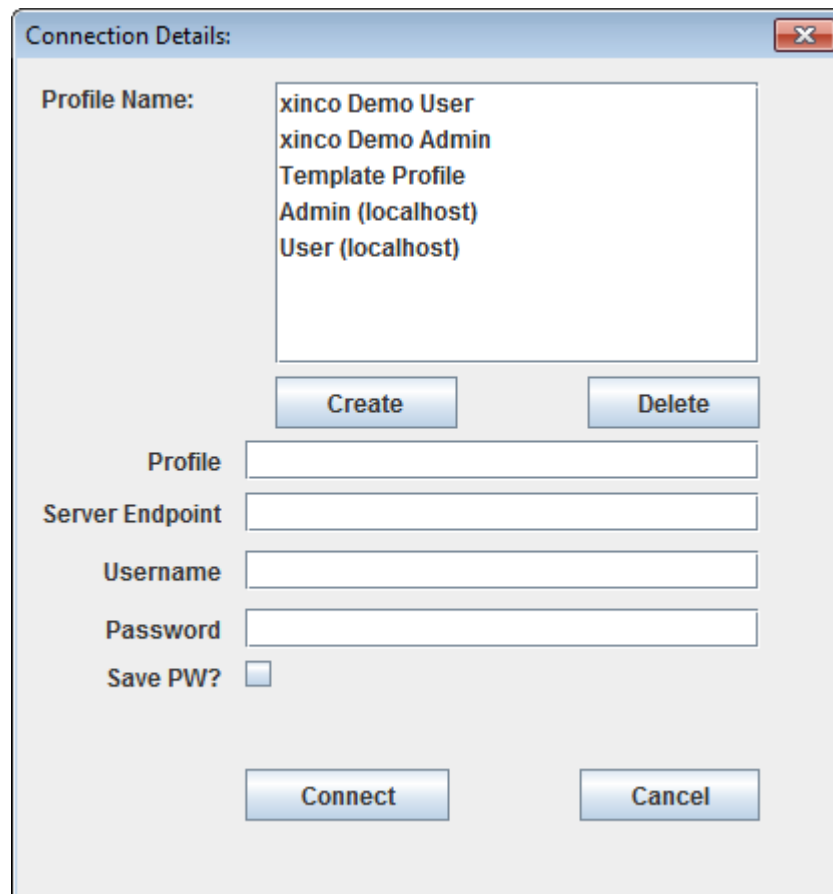 Connection Details:
Profile Name:
xinco Demo User
xinco Demo Admin
Template Profile
Admin (localhost)
User (localhost)
Create Delete
Profile
Server Endpoint
Username
Password
Save PW?
Connect Cancel